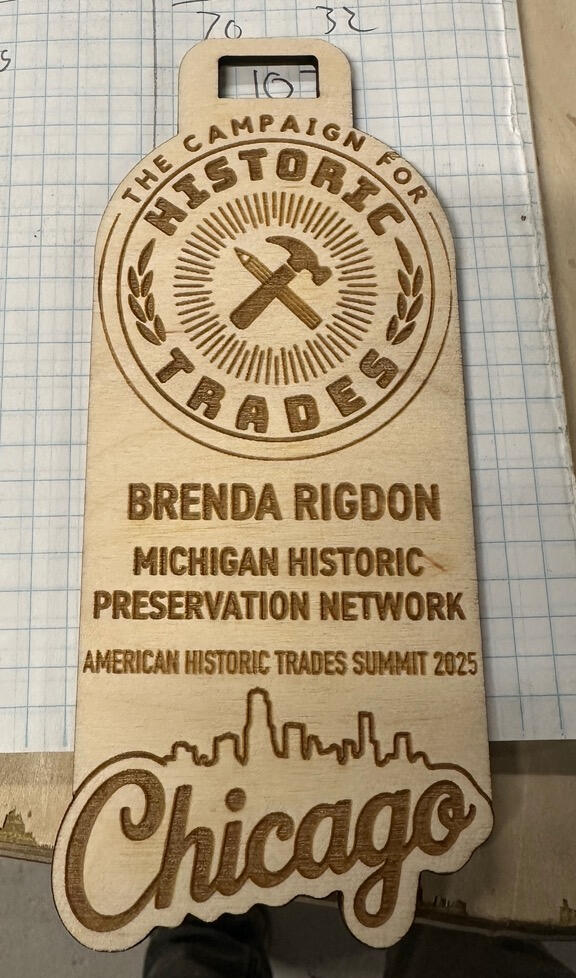 70 32
10
THE CAMPAIGN FOR
HISTORIC
TRADES
BRENDA RIGDON
MICHIGAN HISTORIC
PRESERVATION NETWORK
AMERICAN HISTORIC TRADES SUMMIT 2025
Chicago